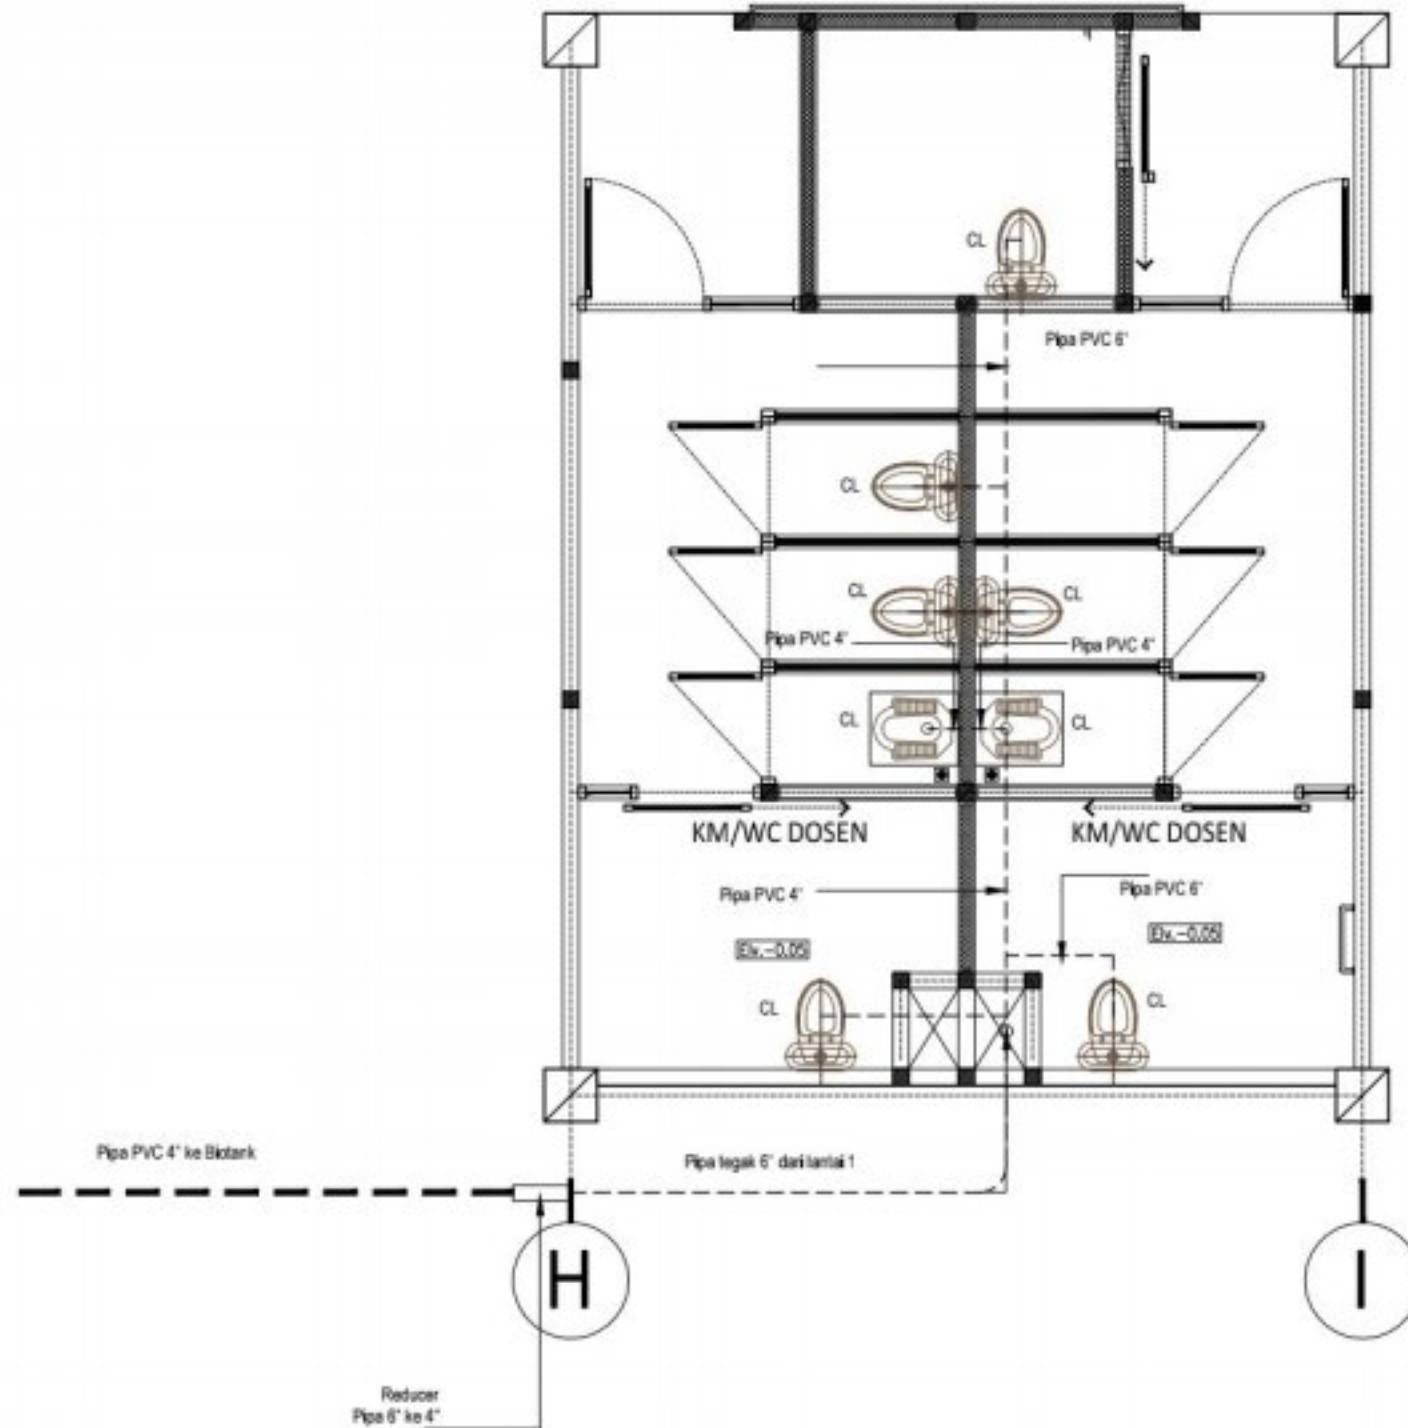 CL
Pipa PVC 6"
CL
CL
CL
Pipa PVC 4"
Pipa PVC 4"
CL
CL
KM/WC DOSEN
KM/WC DOSEN
Pipa PVC 4"
Pipa PVC 6"
Elv.-0.05
Elv.-0.05
CL
CL
Pipa PVC 4" ke Biotank
Pipa tegak 6" dari lantai 1
H
I
Reducer
Pipa 6" ke 4"